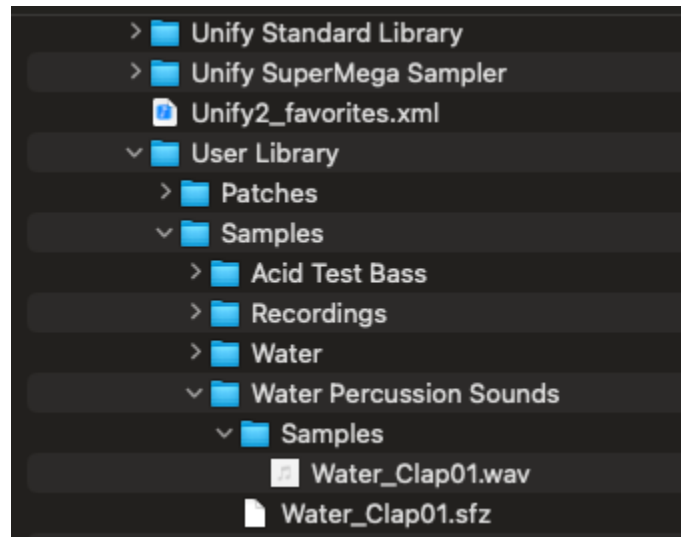 Unify Standard Library
Unify SuperMega Sampler
Unify2_favorites.xml
User Library
Patches
Samples
Acid Test Bass
Recordings
Water
Water Percussion Sounds
Samples
Water_Clap01.wav
Water_Clap01.sfz